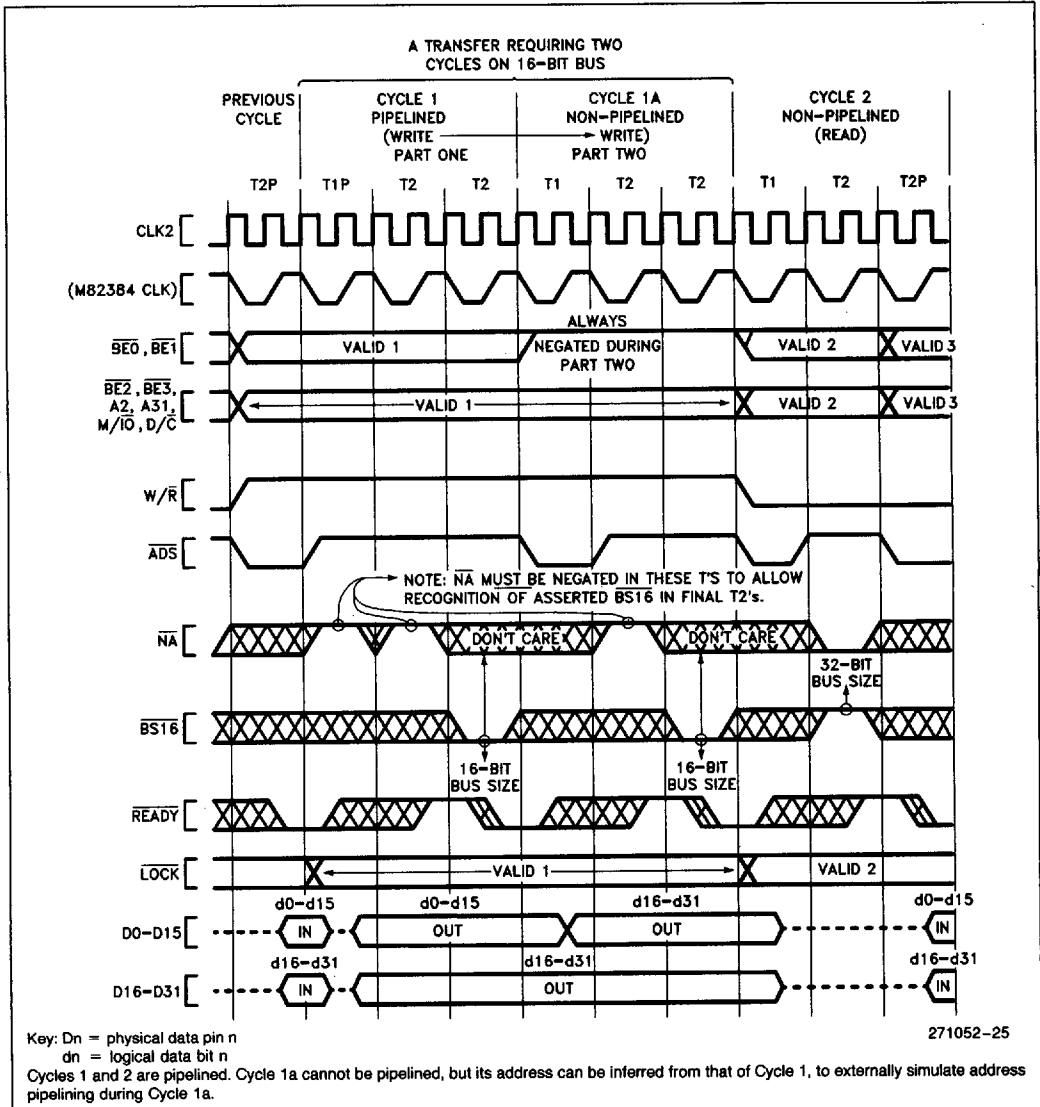 A TRANSFER REQUIRING TWO
CYCLES ON 16-BIT BUS
PREVIOUS
CYCLE
CYCLE 1
PIPELINED
(WRITE
PART ONE
CYCLE 1A
NON-PIPELINED
WRITE)
PART TWO
CYCLE 2
NON-PIPELINED
(READ)
T2P T1P T2 T2 T1 T2 T2 T1 T2 T2P
CLK2
(M82384 CLK)
BE0, BE1
VALID 1
ALWAYS
NEGATED DURING
PART TWO
VALID 2
VALID 3
BE2, BE3,
A2, A31,
M/IO, D/C
VALID 1
VALID 2
VALID 3
W/R
ADS
NOTE: NA MUST BE NEGATED IN THESE T'S TO ALLOW
RECOGNITION OF ASSERTED BS16 IN FINAL T2's.
NA
DON'T CARE
DON'T CARE
32-BIT
BUS SIZE
BS16
16-BIT
BUS SIZE
16-BIT
BUS SIZE
READY
LOCK
VALID 1
VALID 2
d0-d15
d0-d15
d16-d31
d0-d15
D0-D15
IN
OUT
OUT
IN
d16-d31
d16-d31
d16-d31
D16-D31
IN
OUT
IN
271052-25
Key: Dn = physical data pin n
dn = logical data bit n
Cycles 1 and 2 are pipelined. Cycle 1a cannot be pipelined, but its address can be inferred from that of Cycle 1, to externally simulate address
pipelining during Cycle 1a.